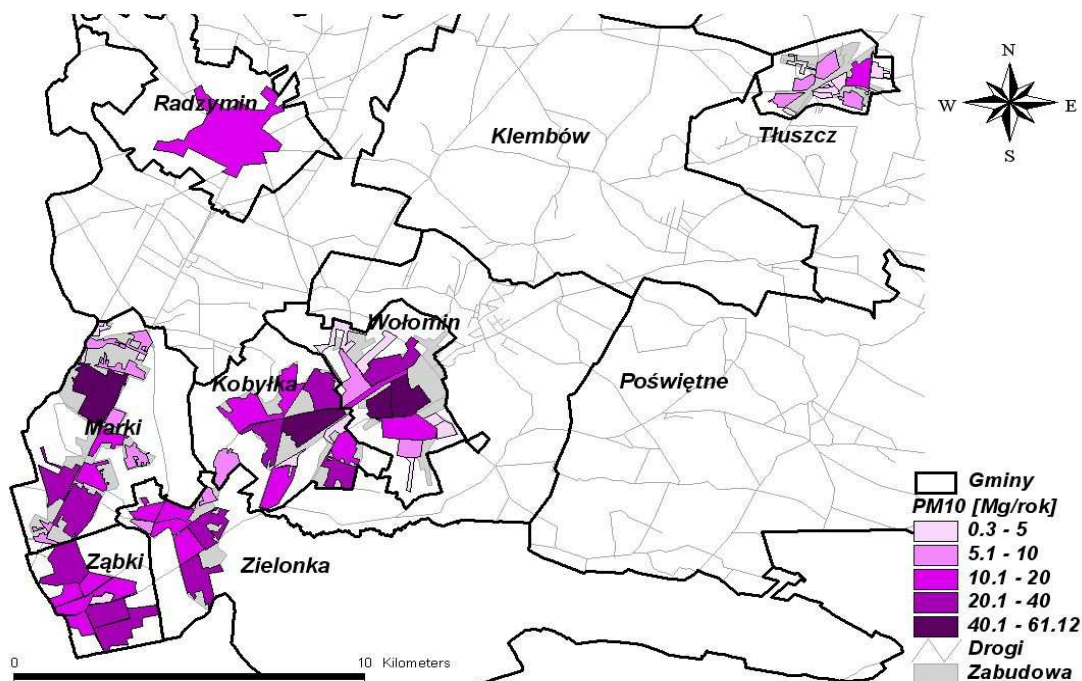 N
W E
S
Radzymin
Klembów
Tłuszcz
Wołomin
Kobyłka
Poświętne
Marki
Ząbki
Zielonka
Gminy
PM10 [Mg/rok]
0.3 - 5
5.1 - 10
10.1 - 20
20.1 - 40
40.1 - 61.12
Drogi
Zabudowa
0 10 Kilometers